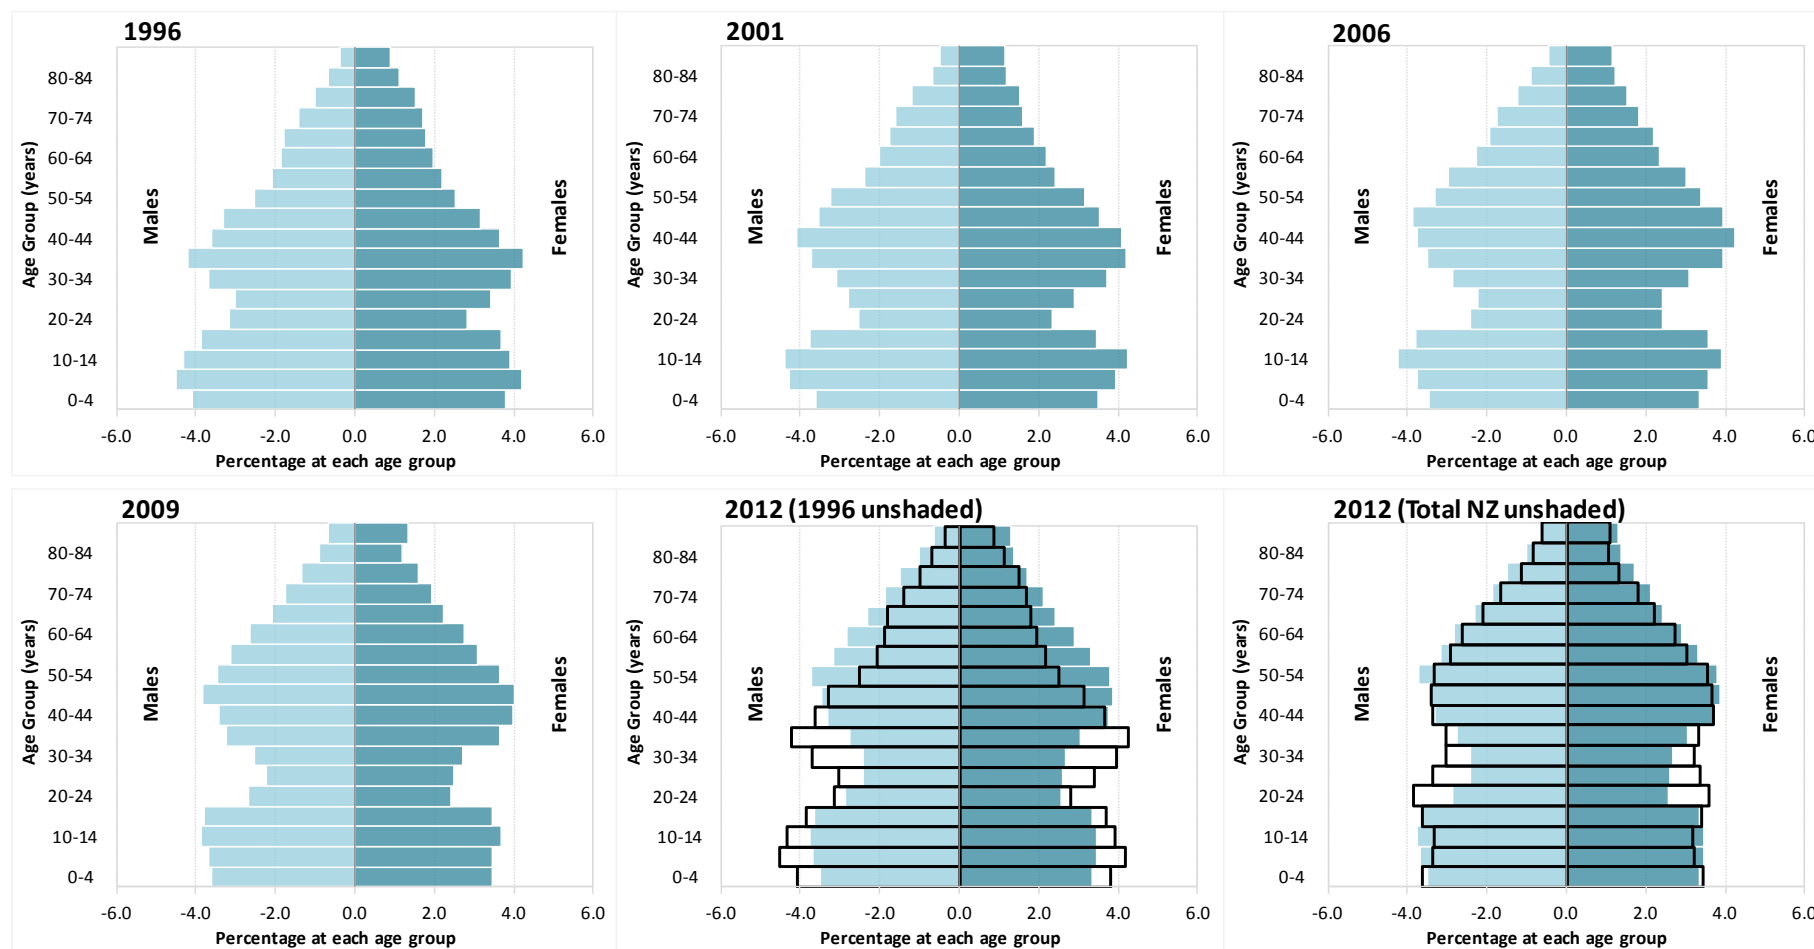 1996
80-84
70-74
60-64
50-54
40-44
30-34
20-24
10-14
0-4
Age Group (years)
Males
Females
-6.0 -4.0 -2.0 0.0 2.0 4.0 6.0
Percentage at each age group
2001
80-84
70-74
60-64
50-54
40-44
30-34
20-24
10-14
0-4
Age Group (years)
Males
Females
-6.0 -4.0 -2.0 0.0 2.0 4.0 6.0
Percentage at each age group
2006
80-84
70-74
60-64
50-54
40-44
30-34
20-24
10-14
0-4
Age Group (years)
Males
Females
-6.0 -4.0 -2.0 0.0 2.0 4.0 6.0
Percentage at each age group
2009
80-84
70-74
60-64
50-54
40-44
30-34
20-24
10-14
0-4
Age Group (years)
Males
Females
-6.0 -4.0 -2.0 0.0 2.0 4.0 6.0
Percentage at each age group
2012 (1996 unshaded)
80-84
70-74
60-64
50-54
40-44
30-34
20-24
10-14
0-4
Age Group (years)
Males
Females
-6.0 -4.0 -2.0 0.0 2.0 4.0 6.0
Percentage at each age group
2012 (Total NZ unshaded)
80-84
70-74
60-64
50-54
40-44
30-34
20-24
10-14
0-4
Age Group (years)
Males
Females
-6.0 -4.0 -2.0 0.0 2.0 4.0 6.0
Percentage at each age group